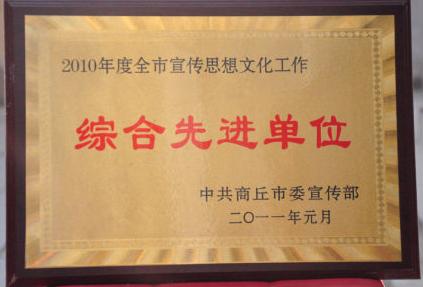 2010年度全市宣传思想文化工作
综合先进单位
中共商丘市委宣传部
二〇一一年元月